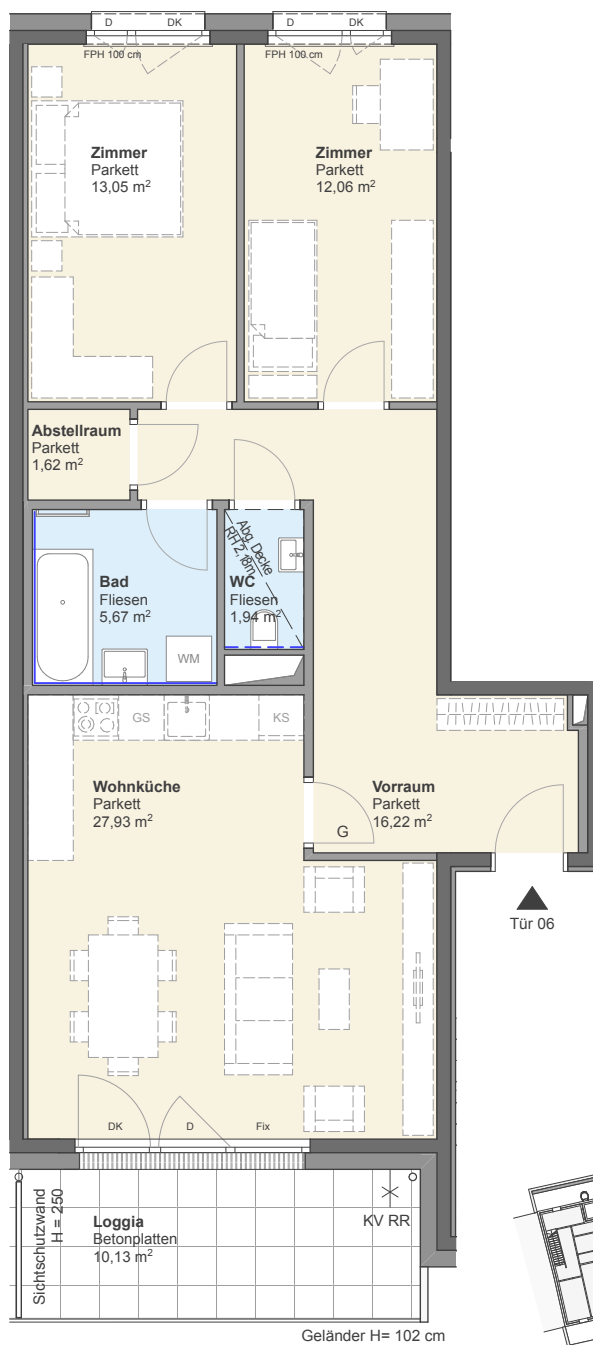 D DK D DK
FPH 100 cm FPH 100 cm
Zimmer
Parkett
13,05 m²
Zimmer
Parkett
12,06 m²
Abstellraum
Parkett
1,62 m²
Abg. Decke
RH 2,18m
Bad
Fliesen
5,67 m²
WC
Fliesen
1,94 m²
WM
GS KS
Wohnküche
Parkett
27,93 m²
Vorraum
Parkett
16,22 m²
G
Tür 06
DK D Fix
Sichtschutzwand
H = 250
Loggia
Betonplatten
10,13 m²
KV RR
Geländer H= 102 cm